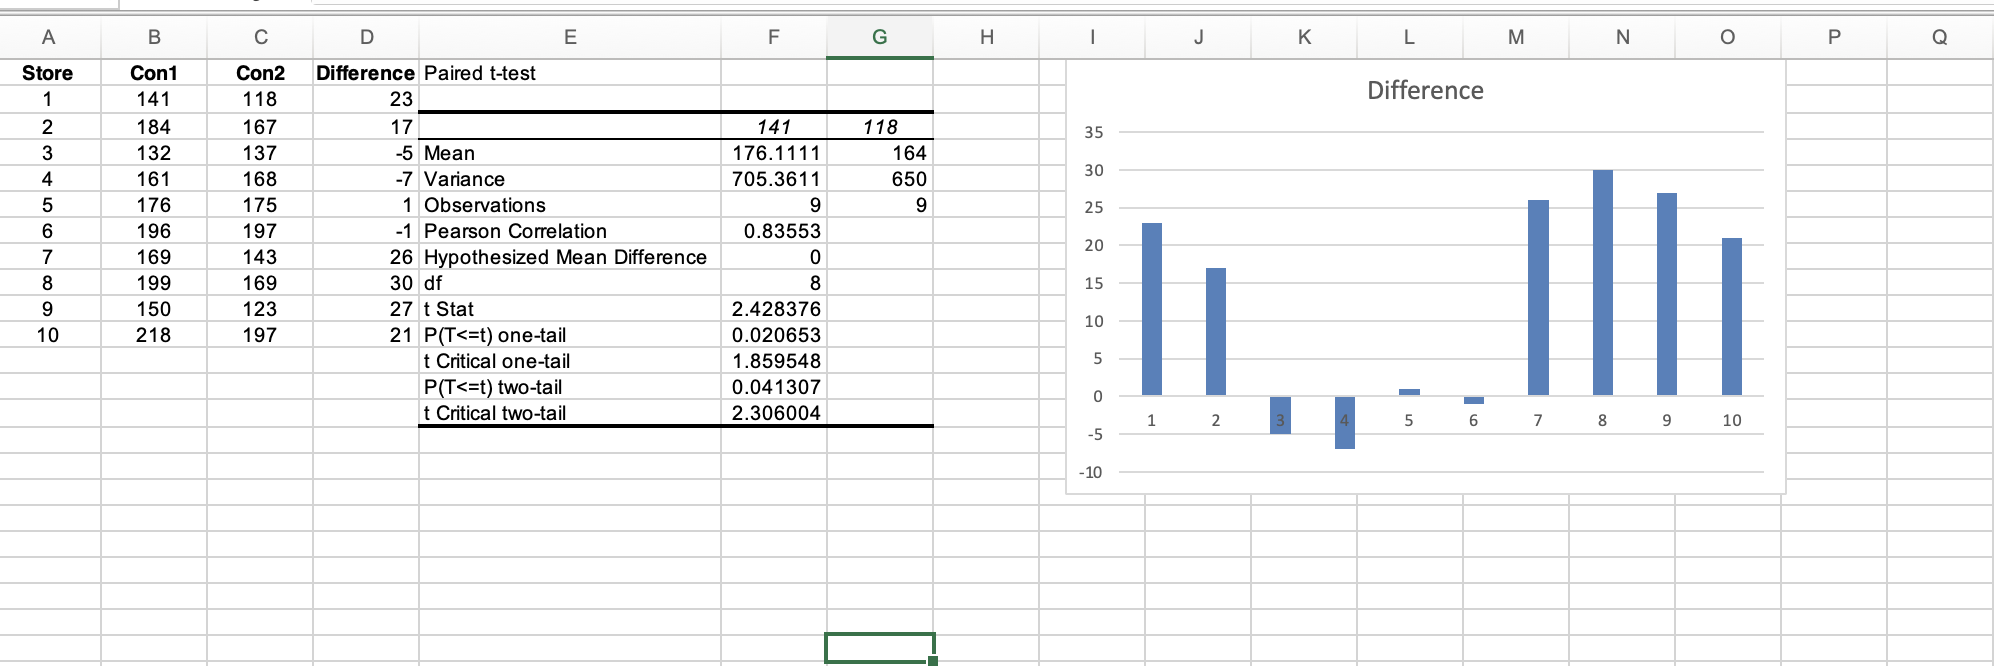 A B C D E F G H I J K L M N O P Q
Store Con1 Con2 Difference Paired t-test
1 141 118 23
2 184 167 17 141 118
3 132 137 -5 Mean 176.1111 164
4 161 168 -7 Variance 705.3611 650
5 176 175 1 Observations 9 9
6 196 197 -1 Pearson Correlation 0.83553
7 169 143 26 Hypothesized Mean Difference 0
8 199 169 30 df 8
9 150 123 27 t Stat 2.428376
10 218 197 21 P(T<=t) one-tail 0.020653
t Critical one-tail 1.859548
P(T<=t) two-tail 0.041307
t Critical two-tail 2.306004
Difference
35
30
25
20
15
10
5
0
-5
-10
1 2 3 4 5 6 7 8 9 10